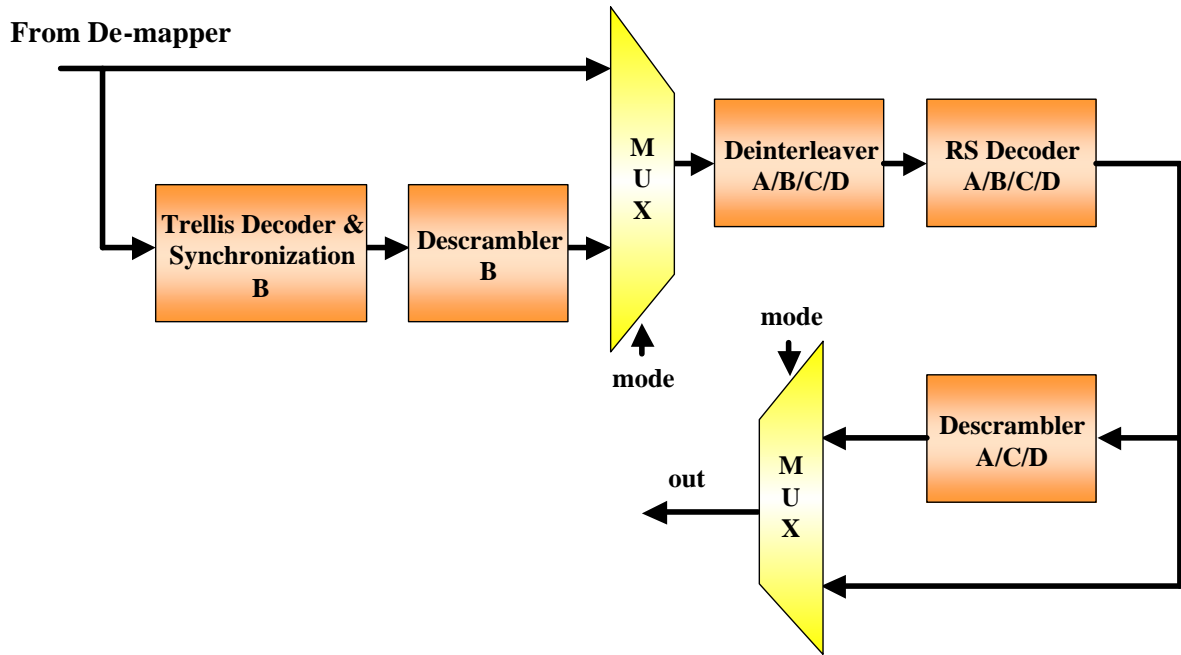 From De-mapper
Trellis Decoder &
Synchronization
B
Descrambler
B
M
U
X
mode
Deinterleaver
A/B/C/D
RS Decoder
A/B/C/D
mode
Descrambler
A/C/D
M
U
X
out